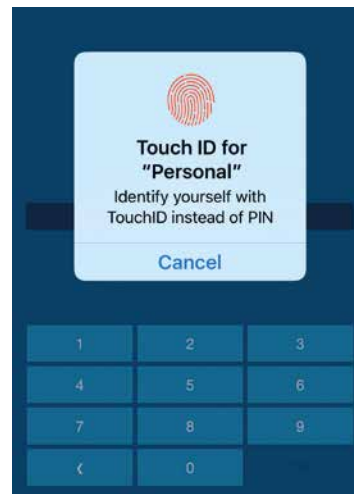 Touch ID for
"Personal"
Identify yourself with
TouchID instead of PIN
Cancel
1 2 3
4 5 6
7 8 9
‹ 0